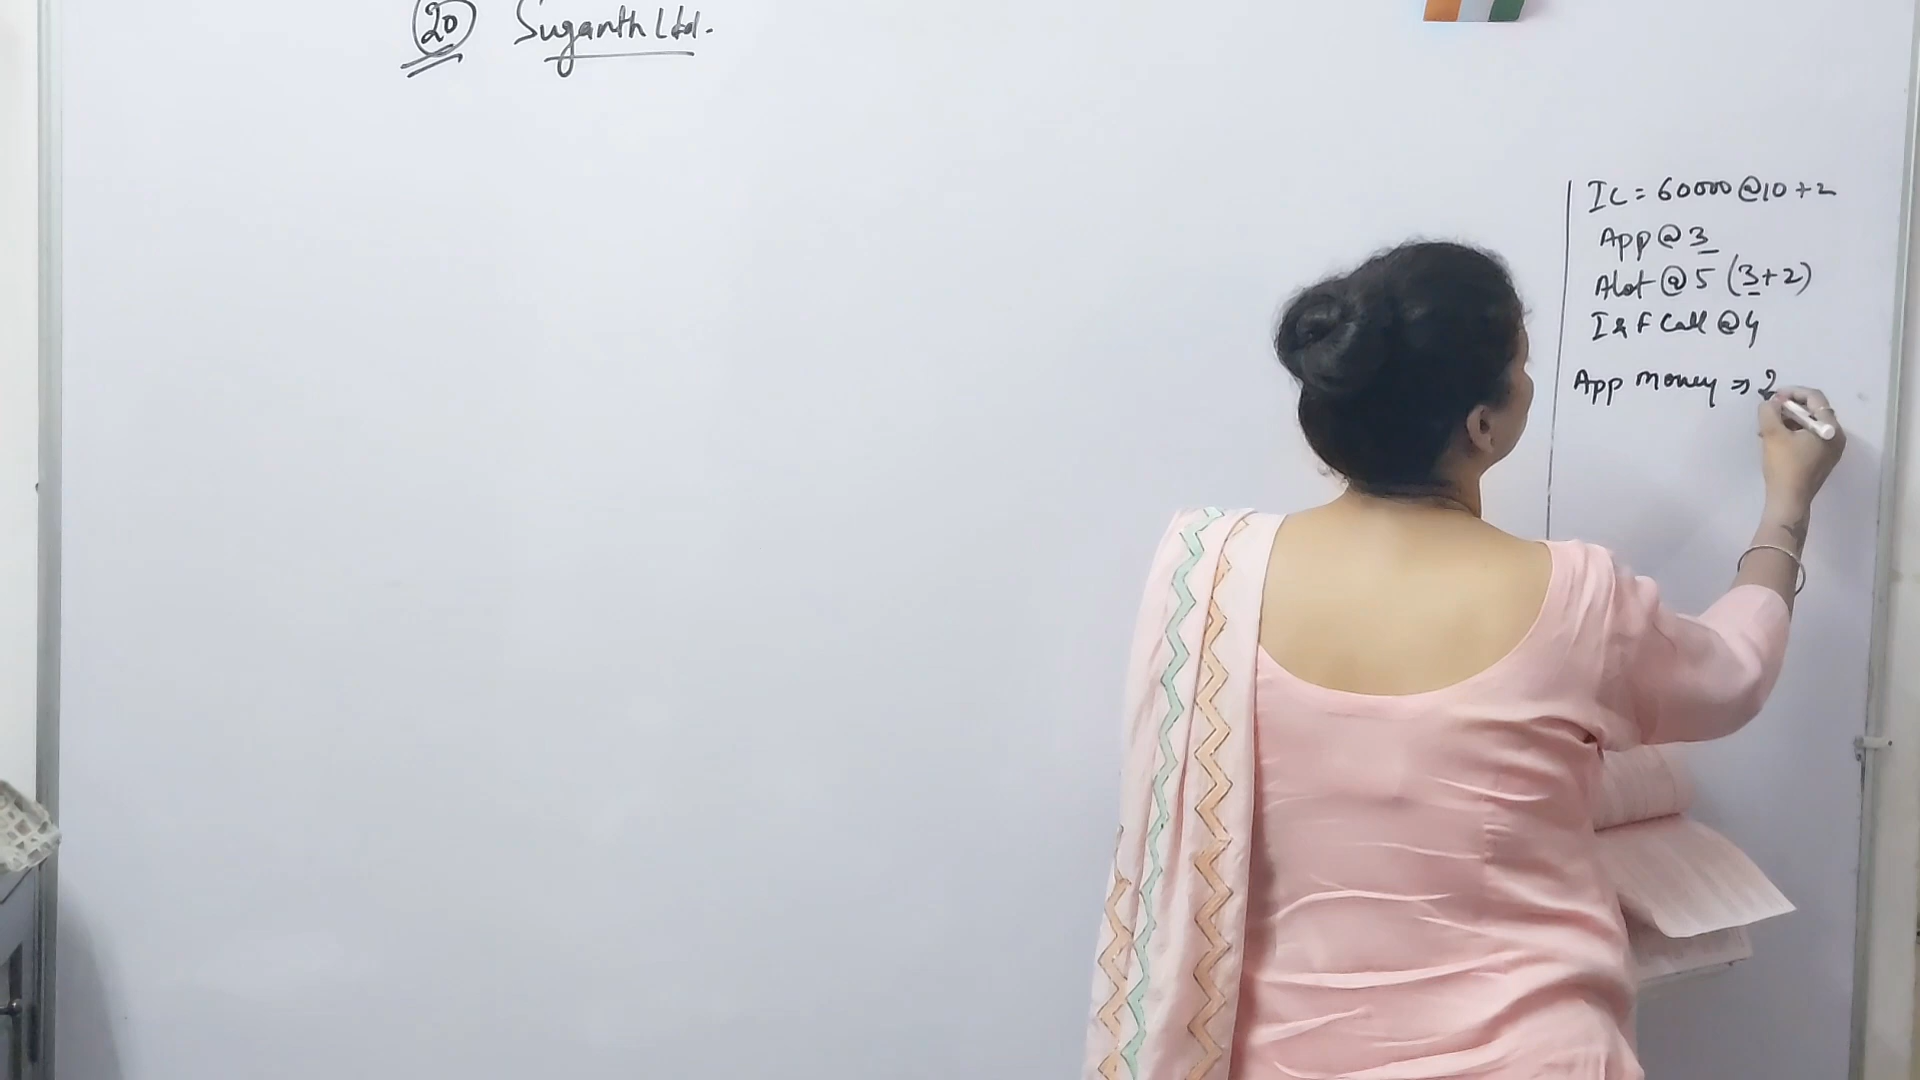 20 Suganth Ltd.
IC = 60000 @ 10 + 2
App @ 3
Alot @ 5 (3+2)
I & F Call @ 4
App Money ⇒ 2